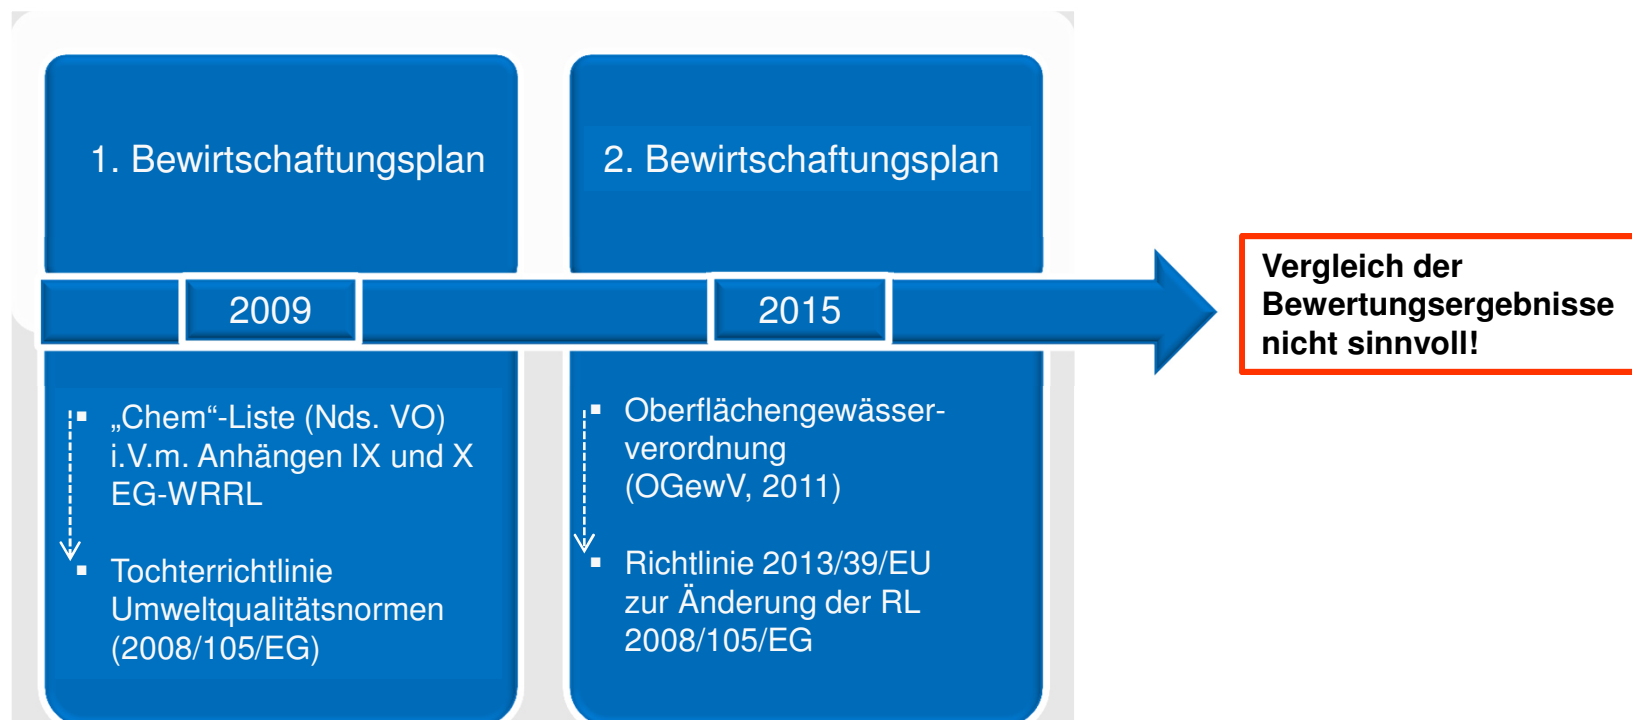 1. Bewirtschaftungsplan
2. Bewirtschaftungsplan
2009
2015
Vergleich der
Bewertungsergebnisse
nicht sinnvoll!
▪ „Chem“-Liste (Nds. VO)
i.V.m. Anhängen IX und X
EG-WRRL
▪ Tochterrichtlinie
Umweltqualitätsnormen
(2008/105/EG)
▪ Oberflächengewässer-
verordnung
(OGewV, 2011)
▪ Richtlinie 2013/39/EU
zur Änderung der RL
2008/105/EG